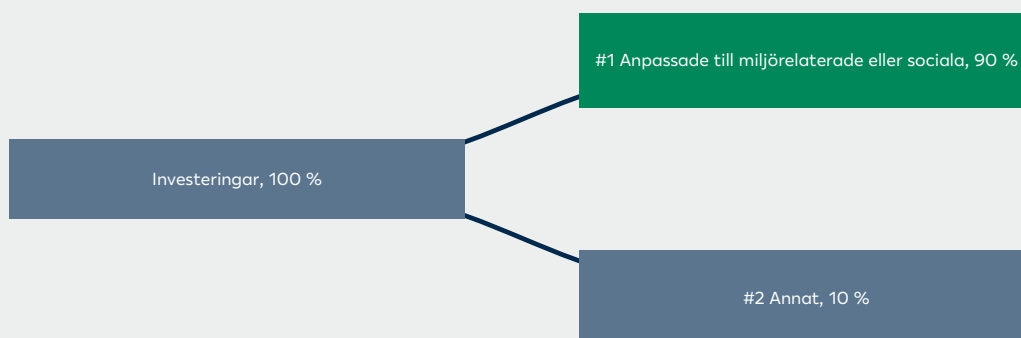 #1 Anpassade till miljörelaterade eller sociala, 90 %
Investeringar, 100 %
#2 Annat, 10 %